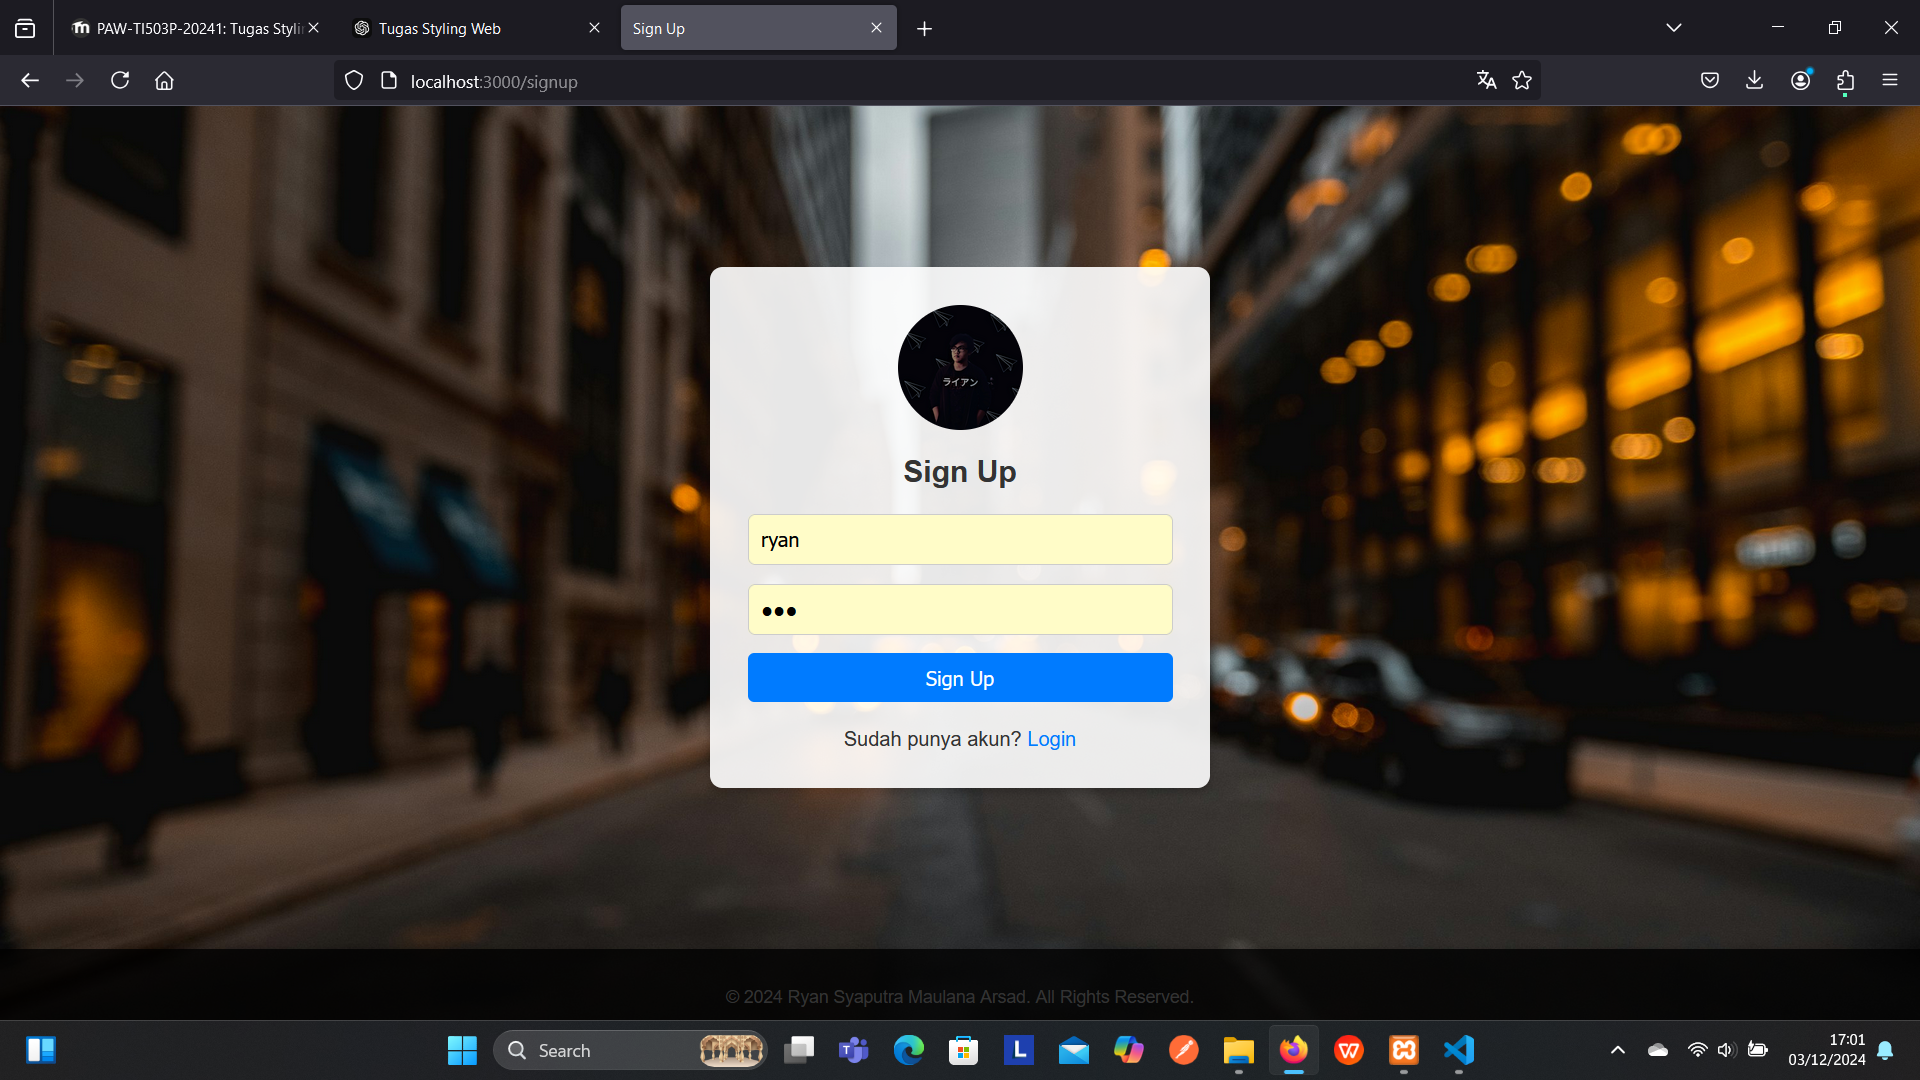 PAW-TI503P-20241: Tugas Stylin
Tugas Styling Web
Sign Up
localhost:3000/signup
ライアン
Sign Up
ryan
•••
Sign Up
Sudah punya akun? Login
© 2024 Ryan Syaputra Maulana Arsad. All Rights Reserved.
Search
17:01
03/12/2024